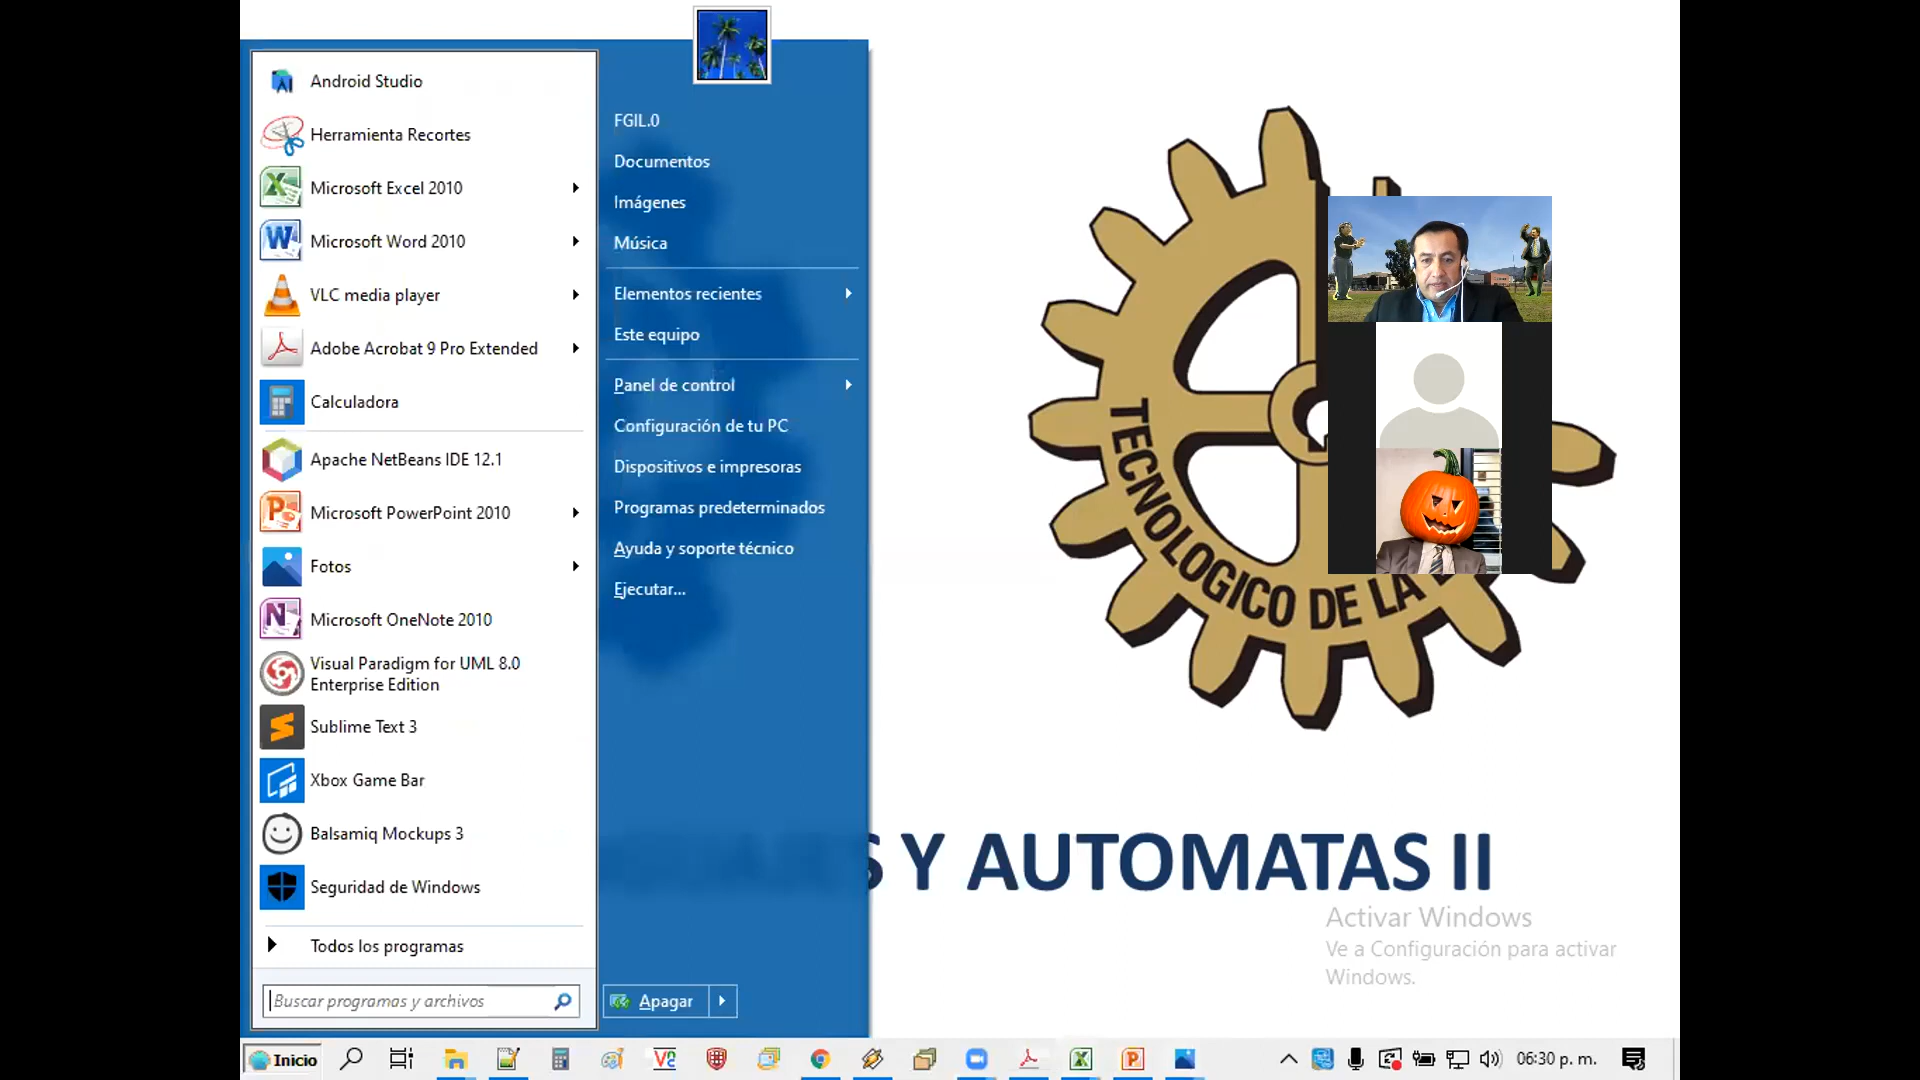 Android Studio
Herramienta Recortes
Microsoft Excel 2010
Microsoft Word 2010
VLC media player
Adobe Acrobat 9 Pro Extended
Calculadora
Apache NetBeans IDE 12.1
Microsoft PowerPoint 2010
Fotos
Microsoft OneNote 2010
Visual Paradigm for UML 8.0
Enterprise Edition
Sublime Text 3
Xbox Game Bar
Balsamiq Mockups 3
Seguridad de Windows
Todos los programas
Buscar programas y archivos
FGIL.0
Documentos
Imágenes
Música
Elementos recientes
Este equipo
Panel de control
Configuración de tu PC
Dispositivos e impresoras
Programas predeterminados
Ayuda y soporte técnico
Ejecutar...
Apagar
TECNOLOGICO DE LA
Y AUTOMATAS II
Activar Windows
Ve a Configuración para activar
Windows.
Inicio
06:30 p. m.